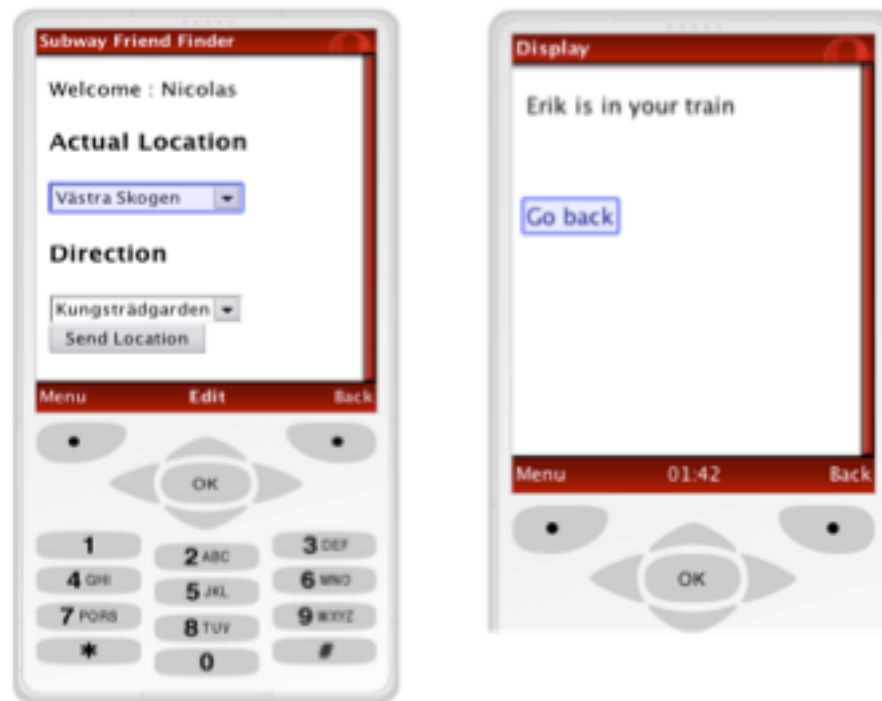 Subway Friend Finder
Welcome : Nicolas
Actual Location
Västra Skogen
Direction
Kungsträdgarden
Send Location
Menu Edit Back
OK
1
2 ABC
3 DEF
4 GHI
5 JKL
6 MNO
7 PQRS
8 TUV
9 WXYZ
*
0
#
Display
Erik is in your train
Go back
Menu 01:42 Back
OK